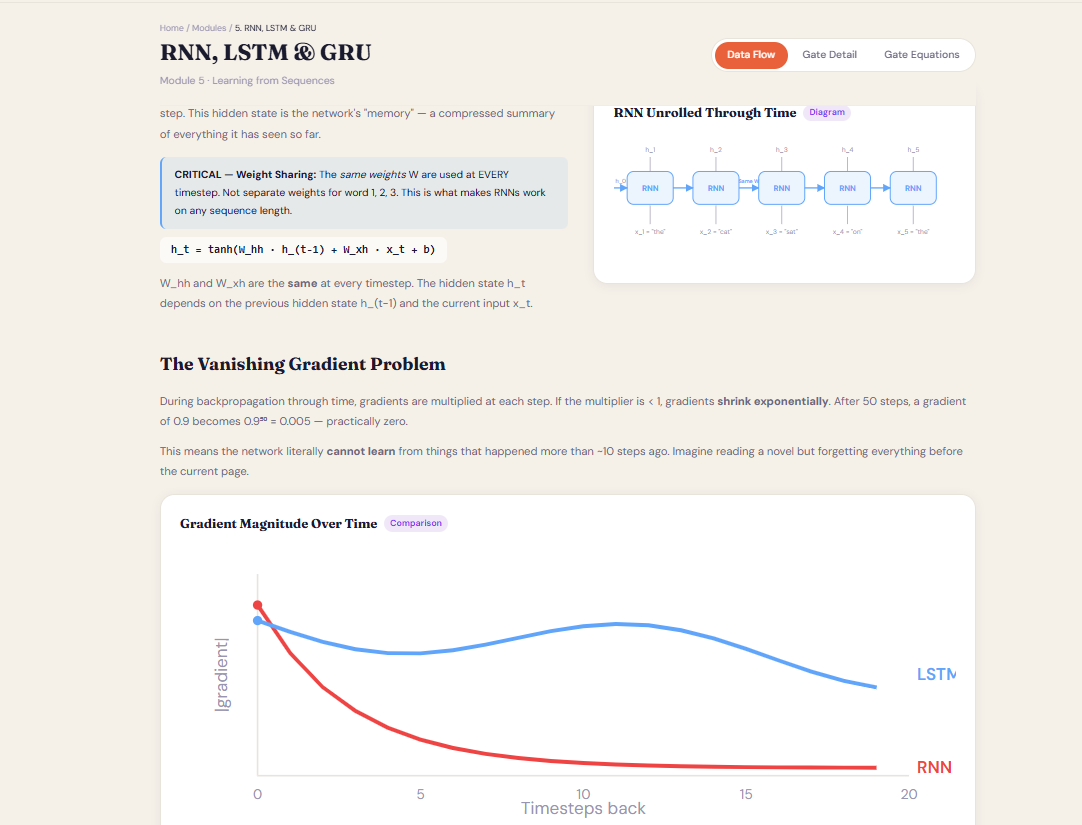 Home / Modules / 5. RNN, LSTM & GRU
RNN, LSTM & GRU
Module 5 · Learning from Sequences
Data Flow
Gate Detail
Gate Equations
step. This hidden state is the network's "memory" — a compressed summary
of everything it has seen so far.
CRITICAL — Weight Sharing: The same weights W are used at EVERY
timestep. Not separate weights for word 1, 2, 3. This is what makes RNNs work
on any sequence length.
h_t = tanh(W_hh · h_(t-1) + W_xh · x_t + b)
W_hh and W_xh are the same at every timestep. The hidden state h_t
depends on the previous hidden state h_(t-1) and the current input x_t.
RNN Unrolled Through Time Diagram
h_1 h_2 h_3 h_4 h_5
h_0 RNN RNN Same W RNN RNN RNN
x_1 = "the" x_2 = "cat" x_3 = "sat" x_4 = "on" x_5 = "the"
The Vanishing Gradient Problem
During backpropagation through time, gradients are multiplied at each step. If the multiplier is < 1, gradients shrink exponentially. After 50 steps, a gradient
of 0.9 becomes 0.9⁵⁰ = 0.005 — practically zero.
This means the network literally cannot learn from things that happened more than ~10 steps ago. Imagine reading a novel but forgetting everything before
the current page.
Gradient Magnitude Over Time Comparison
|gradient|
LSTM
RNN
0 5 10 15 20
Timesteps back